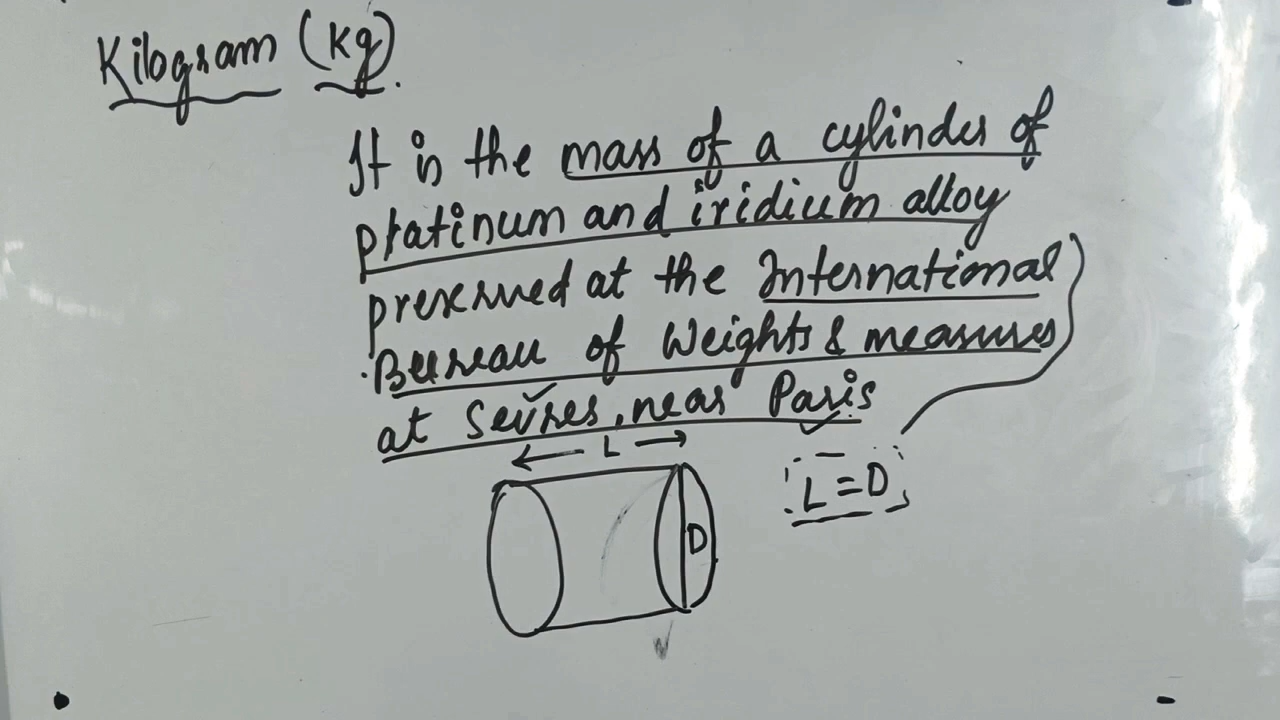 Kilogram (kg).
It is the mass of a cylinder of
platinum and iridium alloy
preserved at the International
Bureau of Weights & measures
at Sevres, near Paris
L
L=D
D